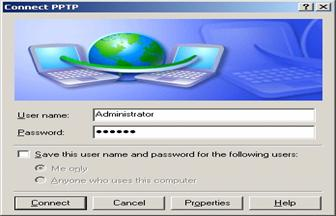 Connect PPTP
User name: Administrator
Password: ••••••
Save this user name and password for the following users:
Me only
Anyone who uses this computer
Connect Cancel Properties Help